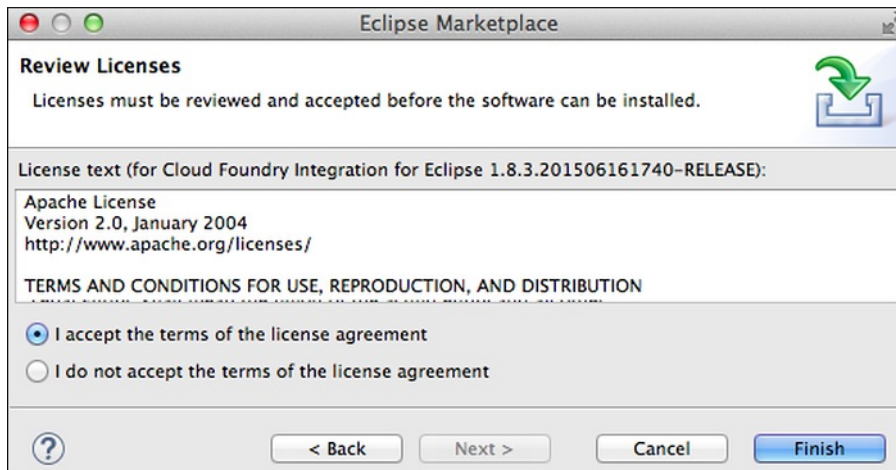 Eclipse Marketplace
Review Licenses
Licenses must be reviewed and accepted before the software can be installed.
License text (for Cloud Foundry Integration for Eclipse 1.8.3.201506161740-RELEASE):
Apache License
Version 2.0, January 2004
http://www.apache.org/licenses/
TERMS AND CONDITIONS FOR USE, REPRODUCTION, AND DISTRIBUTION
I accept the terms of the license agreement
I do not accept the terms of the license agreement
? < Back Next > Cancel Finish